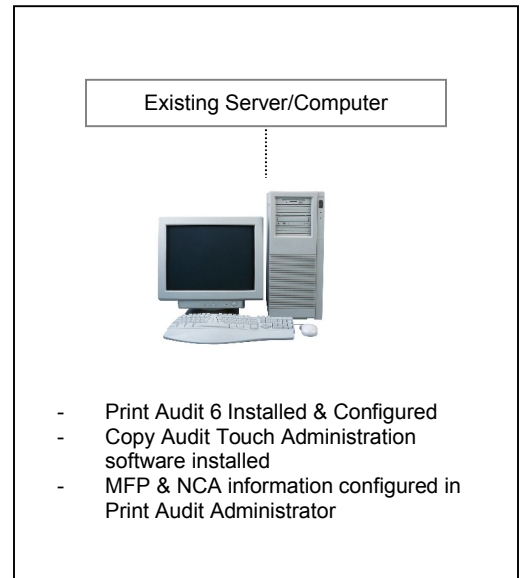 Existing Server/Computer
- Print Audit 6 Installed & Configured
- Copy Audit Touch Administration
software installed
- MFP & NCA information configured in
Print Audit Administrator